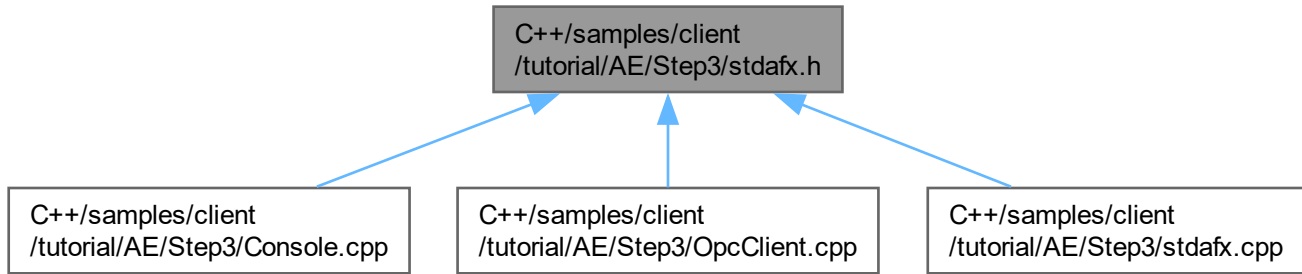 C++/samples/client
/tutorial/AE/Step3/stdafx.h
C++/samples/client
/tutorial/AE/Step3/Console.cpp
C++/samples/client
/tutorial/AE/Step3/OpcClient.cpp
C++/samples/client
/tutorial/AE/Step3/stdafx.cpp